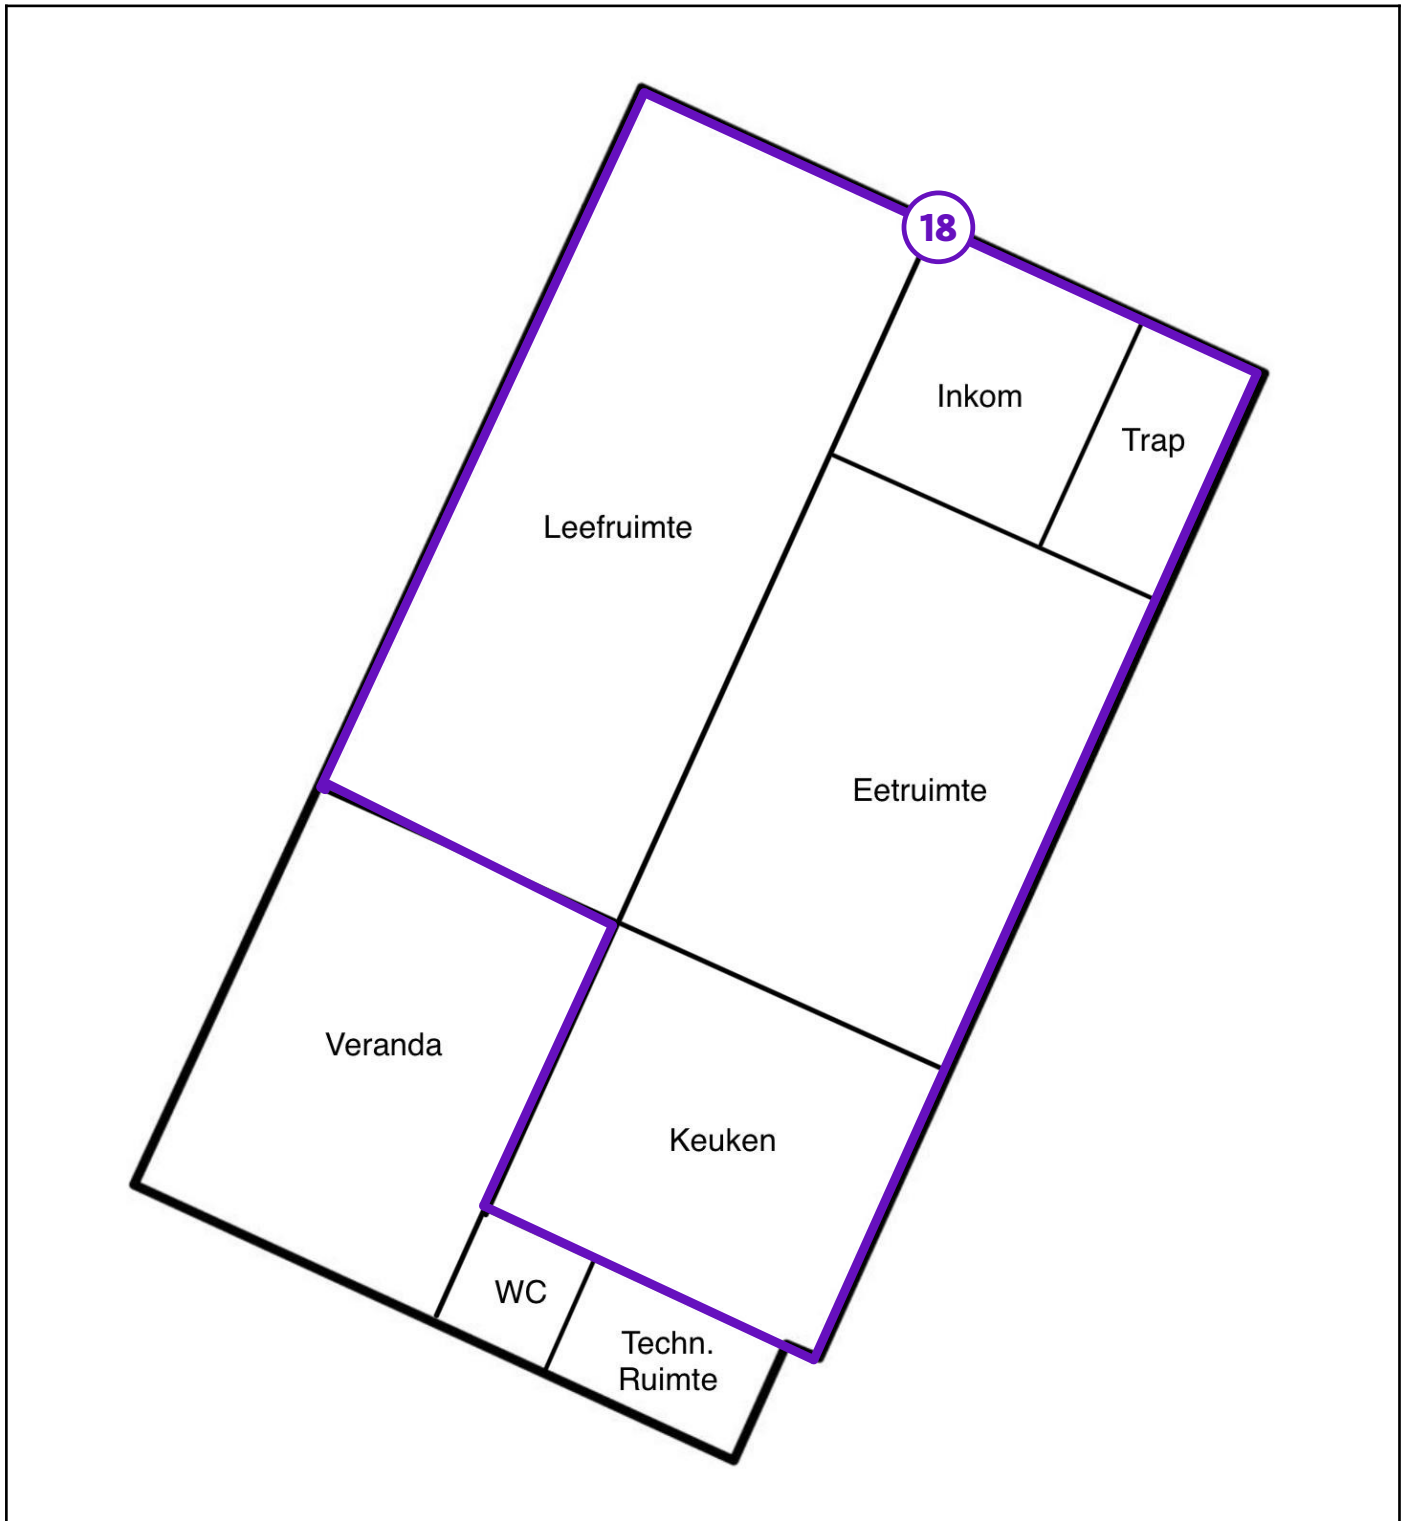 18
Inkom
Trap
Leefruimte
Eetruimte
Veranda
Keuken
WC
Techn.
Ruimte